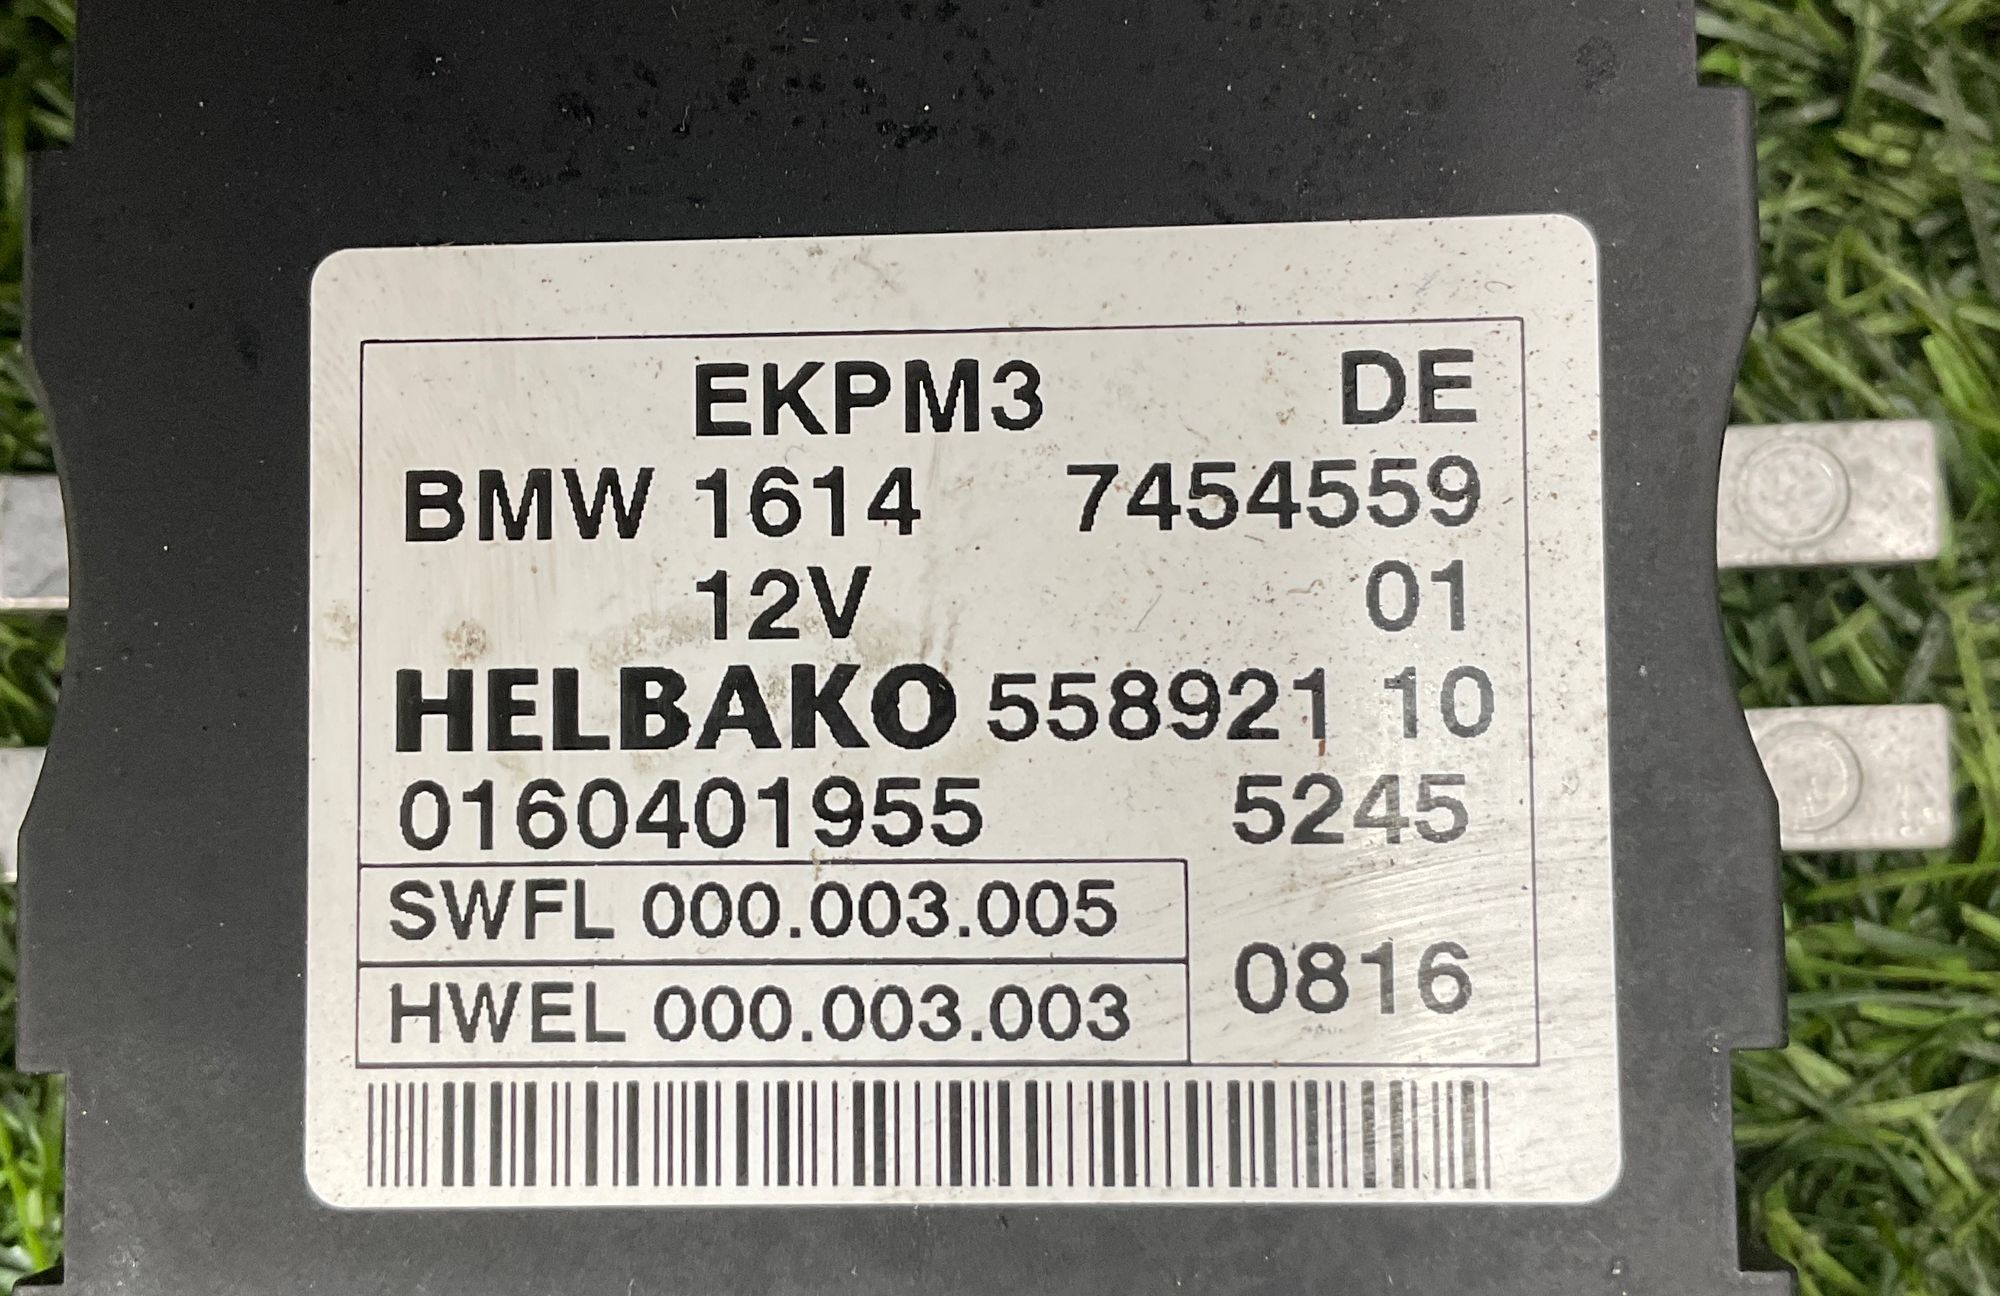 EKPM3 DE
BMW 1614 7454559
12V 01
HELBAKO 558921 10
0160401955 5245
SWFL 000.003.005
HWEL 000.003.003
0816